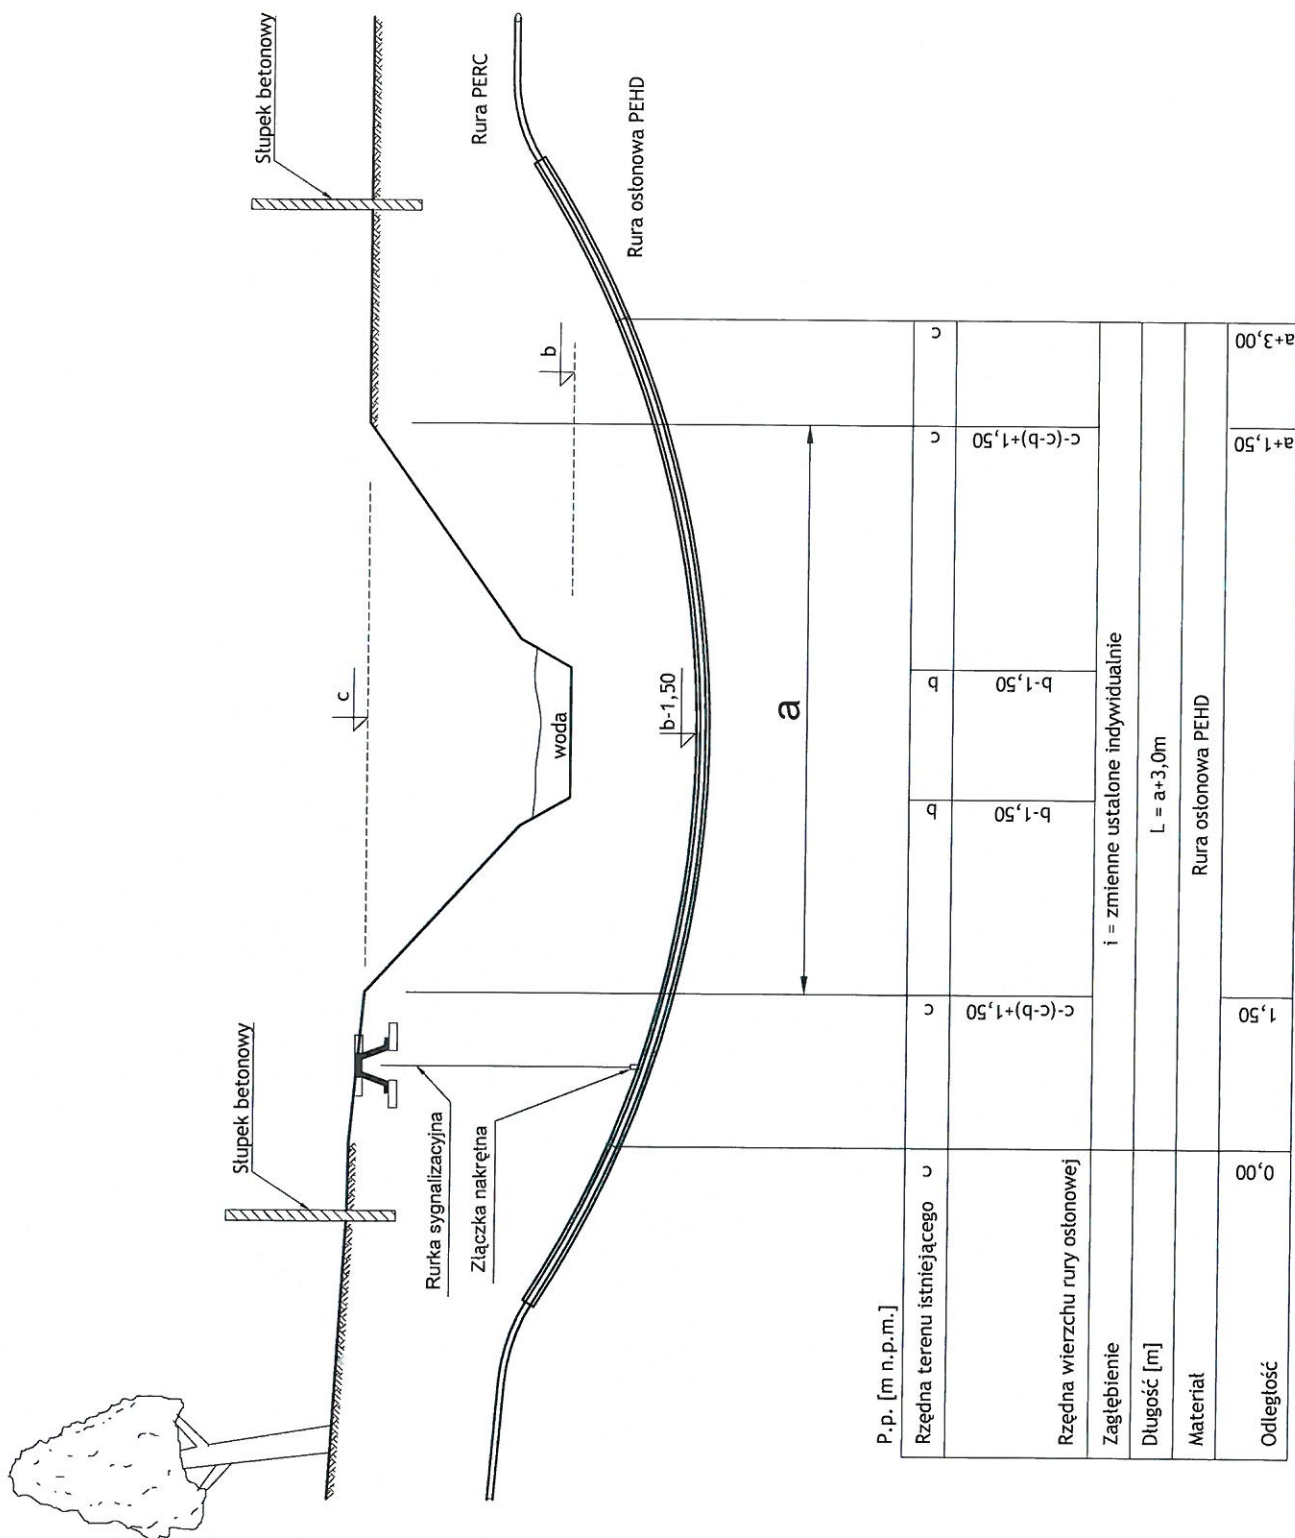 Słupek betonowy
Słupek betonowy
Rura PERC
Rura osłonowa PEHD
c
b
woda
b-1,50
Rurka sygnalizacyjna
Złączka nakrętna
a
P.p. [m n.p.m.]
Rzędna terenu istniejącego c c b b c c
Rzędna wierzchu rury osłonowej c-(c-b)+1,50 b-1,50 b-1,50 c-(c-b)+1,50
Zagłębienie i = zmienne ustalone indywidualnie
Długość [m] L = a+3,0m
Materiał Rura osłonowa PEHD
Odległość 0,00 1,50 a+1,50 a+3,00